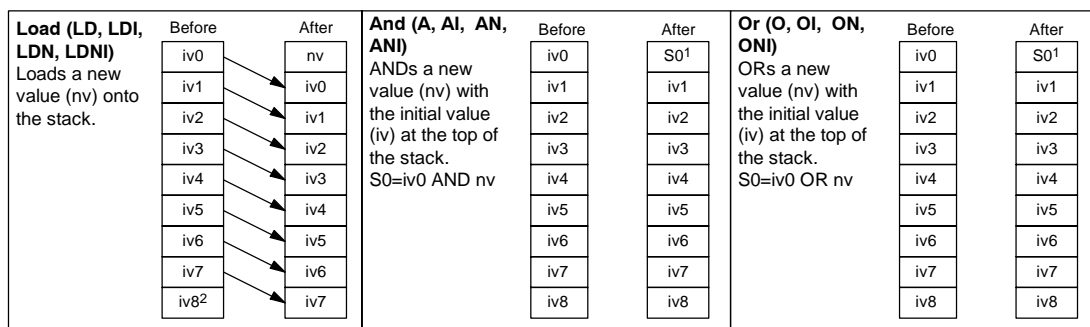 Load (LD, LDI,
LDN, LDNI)
Loads a new
value (nv) onto
the stack.
Before After
iv0 nv
iv1 iv0
iv2 iv1
iv3 iv2
iv4 iv3
iv5 iv4
iv6 iv5
iv7 iv6
iv8² iv7
And (A, AI, AN,
ANI)
ANDs a new
value (nv) with
the initial value
(iv) at the top of
the stack.
S0=iv0 AND nv
Before After
iv0 S0¹
iv1 iv1
iv2 iv2
iv3 iv3
iv4 iv4
iv5 iv5
iv6 iv6
iv7 iv7
iv8 iv8
Or (O, OI, ON,
ONI)
ORs a new
value (nv) with
the initial value
(iv) at the top of
the stack.
S0=iv0 OR nv
Before After
iv0 S0¹
iv1 iv1
iv2 iv2
iv3 iv3
iv4 iv4
iv5 iv5
iv6 iv6
iv7 iv7
iv8 iv8